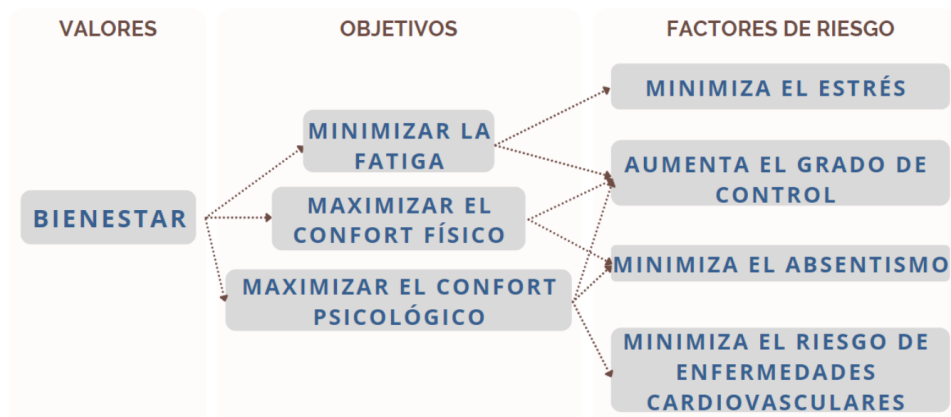 VALORES
OBJETIVOS
FACTORES DE RIESGO
BIENESTAR
MINIMIZAR LA
FATIGA
MAXIMIZAR EL
CONFORT FÍSICO
MAXIMIZAR EL CONFORT
PSICOLÓGICO
MINIMIZA EL ESTRÉS
AUMENTA EL GRADO DE
CONTROL
MINIMIZA EL ABSENTISMO
MINIMIZA EL RIESGO DE
ENFERMEDADES
CARDIOVASCULARES